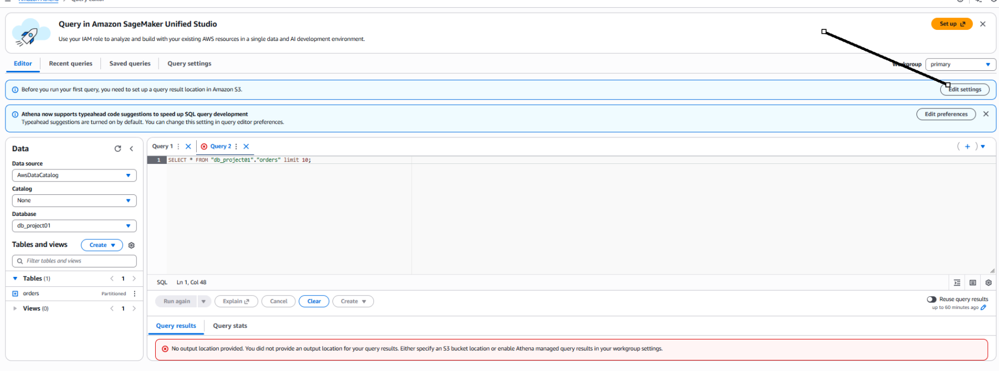 Amazon Athena > Query editor
Query in Amazon SageMaker Unified Studio
Set up
Use your IAM role to analyze and build with your existing AWS resources in a single data and AI development environment.
Editor
Recent queries
Saved queries
Query settings
Workgroup
primary
Before you run your first query, you need to set up a query result location in Amazon S3.
Edit settings
Athena now supports typeahead code suggestions to speed up SQL query development
Typeahead suggestions are turned on by default. You can change this setting in query editor preferences.
Edit preferences
Data
Data source
AwsDataCatalog
Catalog
None
Database
db_project01
Tables and views
Create
Filter tables and views
Tables (1)
1
orders
Partitioned
Views (0)
1
Query 1
Query 2
1 SELECT * FROM "db_project01"."orders" limit 10;
SQL
Ln 1, Col 48
Run again
Explain
Cancel
Clear
Create
Reuse query results
up to 60 minutes ago
Query results
Query stats
No output location provided. You did not provide an output location for your query results. Either specify an S3 bucket location or enable Athena managed query results in your workgroup settings.